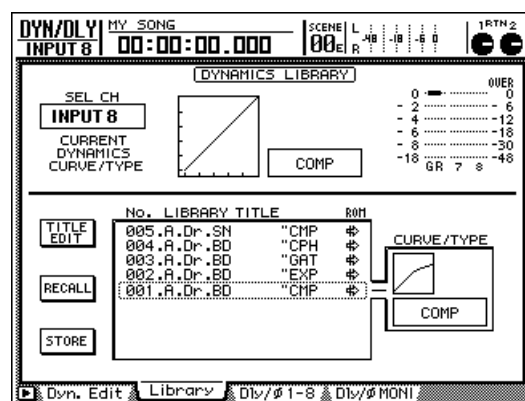 DYN/DLY MY SONG SCENE L -48 -18 -6 0 1 RTN 2
INPUT 8 00:00:00.000 00E R
DYNAMICS LIBRARY
OVER
SEL CH
INPUT 8
CURRENT
DYNAMICS
CURVE/TYPE
COMP
0 0
- 2 - 6
- 4 -12
- 6 -18
- 8 -30
-18 -48
GR 7 8
No. LIBRARY TITLE ROM
TITLE
EDIT
RECALL
STORE
005.A.Dr.SN "CMP
004.A.Dr.BD "CPH
003.A.Dr.BD "GAT
002.A.Dr.BD "EXP
001.A.Dr.BD "CMP
CURVE/TYPE
COMP
Dyn. Edit Library Dly/Ø1-8 Dly/ØMONI